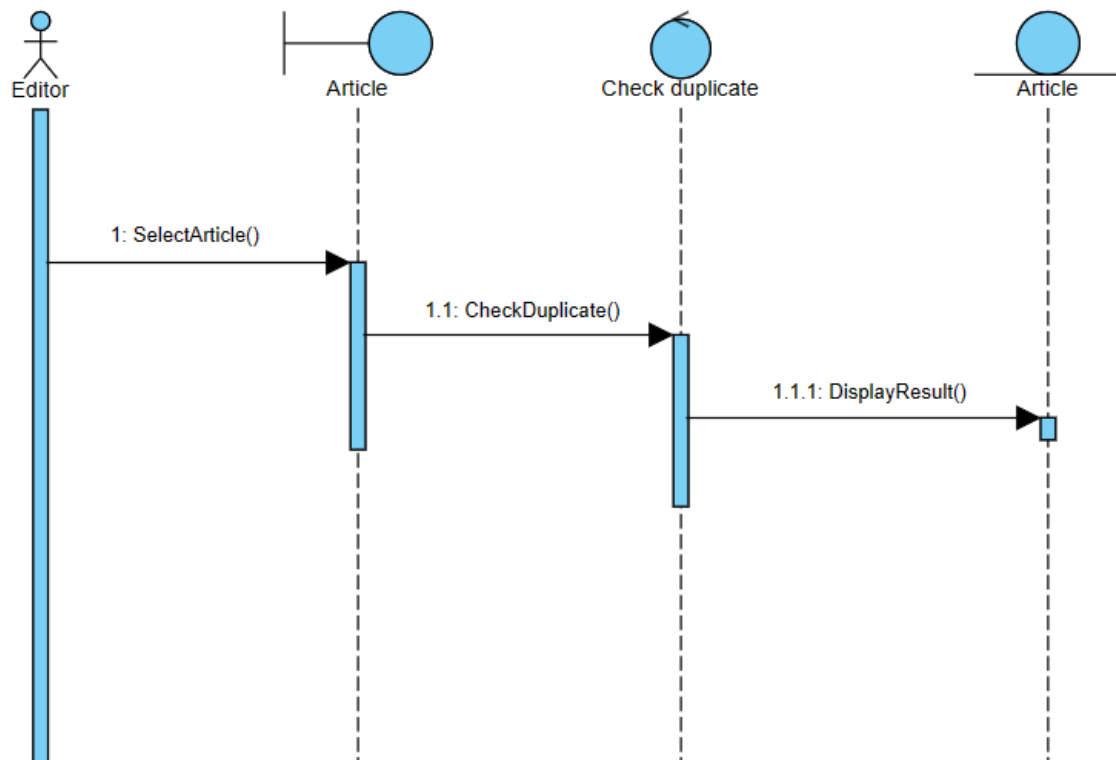 Editor
Article
Check duplicate
Article
1: SelectArticle()
1.1: CheckDuplicate()
1.1.1: DisplayResult()